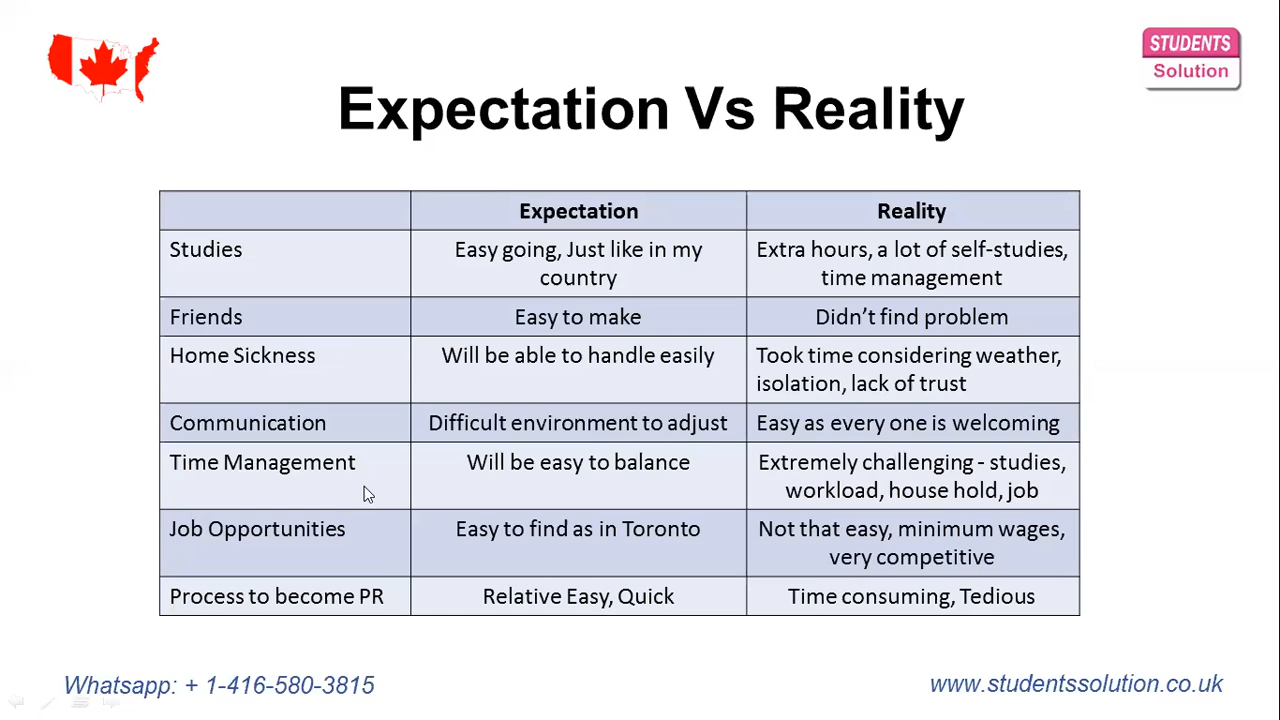 STUDENTS
Solution
Expectation Vs Reality
Expectation Reality
Studies Easy going, Just like in my Extra hours, a lot of self-studies,
country time management
Friends Easy to make Didn't find problem
Home Sickness Will be able to handle easily Took time considering weather,
isolation, lack of trust
Communication Difficult environment to adjust Easy as every one is welcoming
Time Management Will be easy to balance Extremely challenging - studies,
workload, house hold, job
Job Opportunities Easy to find as in Toronto Not that easy, minimum wages,
very competitive
Process to become PR Relative Easy, Quick Time consuming, Tedious
Whatsapp: + 1-416-580-3815 www.studentssolution.co.uk